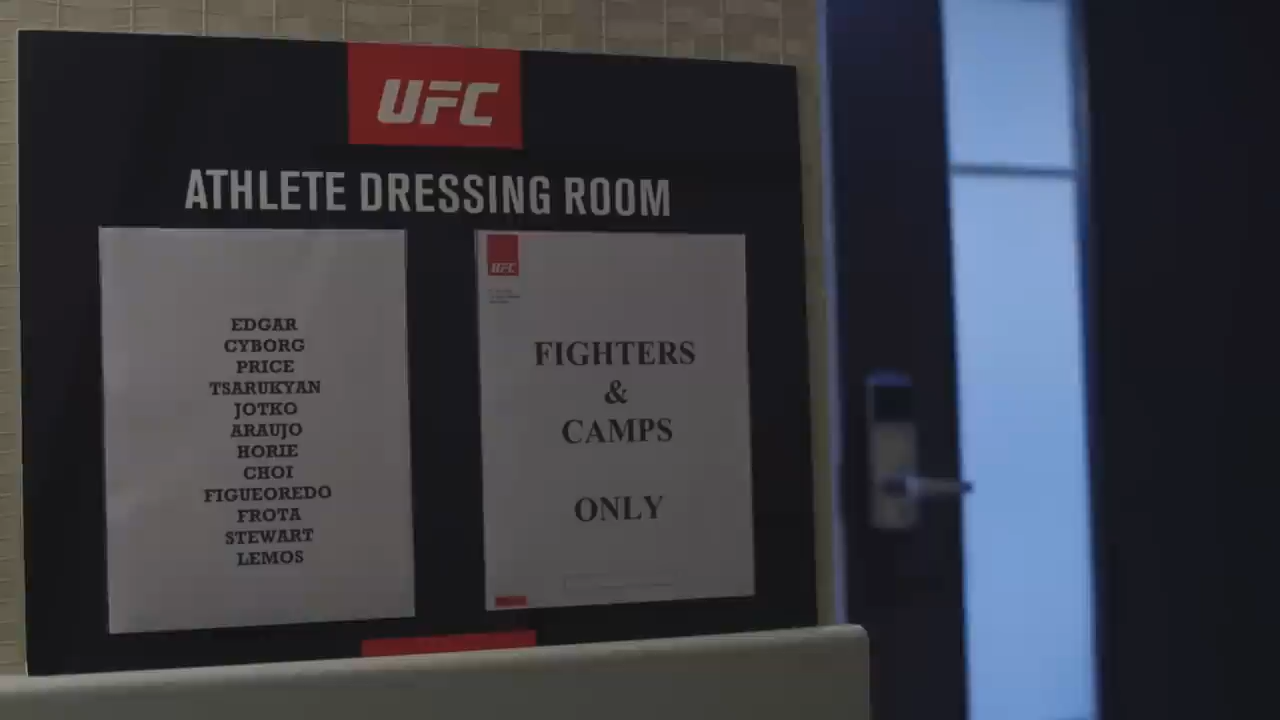 UFC
ATHLETE DRESSING ROOM
EDGAR
CYBORG
PRICE
TSARUKYAN
JOTKO
ARAUJO
HORIE
CHOI
FIGUEOREDO
FROTA
STEWART
LEMOS
UFC
FIGHTERS
&
CAMPS
ONLY